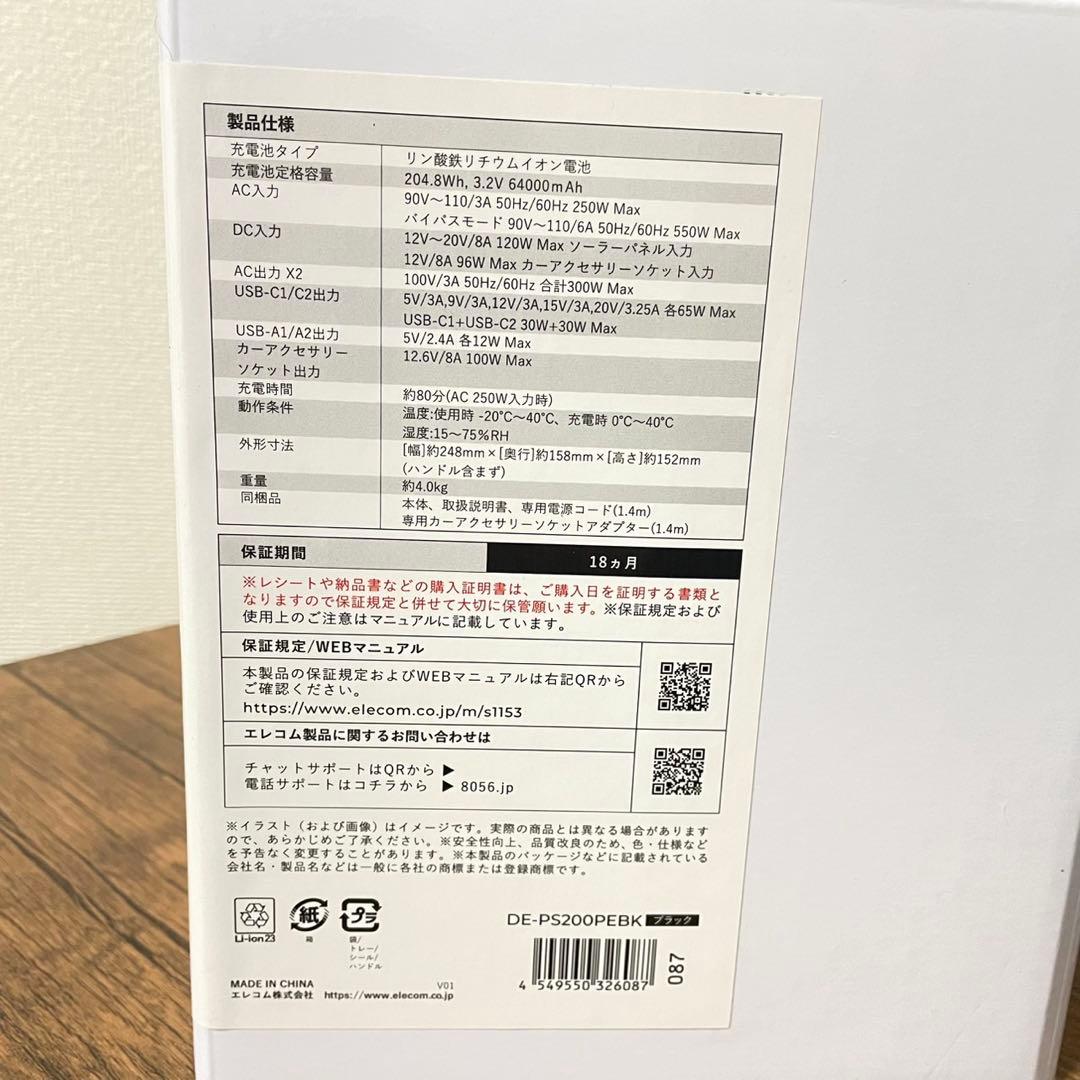 製品仕様
充電池タイプ リン酸鉄リチウムイオン電池
充電池定格容量 204.8Wh, 3.2V 64000mAh
AC入力 90V～110/3A 50Hz/60Hz 250W Max
バイパスモード 90V～110/6A 50Hz/60Hz 550W Max
DC入力 12V～20V/8A 120W Max ソーラーパネル入力
12V/8A 96W Max カーアクセサリーソケット入力
AC出力 X2 100V/3A 50Hz/60Hz 合計300W Max
USB-C1/C2出力 5V/3A,9V/3A,12V/3A,15V/3A,20V/3.25A 各65W Max
USB-C1+USB-C2 30W+30W Max
USB-A1/A2出力 5V/2.4A 各12W Max
カーアクセサリー 12.6V/8A 100W Max
ソケット出力
充電時間 約80分(AC 250W入力時)
動作条件 温度:使用時 -20℃～40℃、充電時 0℃～40℃
湿度:15～75%RH
外形寸法 [幅]約248mm×[奥行]約158mm×[高さ]約152mm
(ハンドル含まず)
重量 約4.0kg
同梱品 本体、取扱説明書、専用電源コード(1.4m)
専用カーアクセサリーソケットアダプター(1.4m)
保証期間 18ヵ月
※レシートや納品書などの購入証明書は、ご購入日を証明する書類と
なりますので保証規定と併せて大切に保管願います。※保証規定および
使用上のご注意はマニュアルに記載しています。
保証規定/WEBマニュアル
本製品の保証規定およびWEBマニュアルは右記QRから
ご確認ください。
https://www.elecom.co.jp/m/s1153
エレコム製品に関するお問い合わせは
チャットサポートはQRから ▶
電話サポートはコチラから ▶ 8056.jp
※イラスト（および画像）はイメージです。実際の商品とは異なる場合があります
ので、あらかじめご了承ください。※安全性向上、品質改良のため、色・仕様など
を予告なく変更することがあります。※本製品のパッケージなどに記載されている
会社名・製品名などは一般に各社の商標または登録商標です。
Li-ion23
紙
箱
プラ
袋/
トレー/
シール/
ハンドル
DE-PS200PEBK ブラック
4 549550 326087
087
MADE IN CHINA V01
エレコム株式会社 https://www.elecom.co.jp